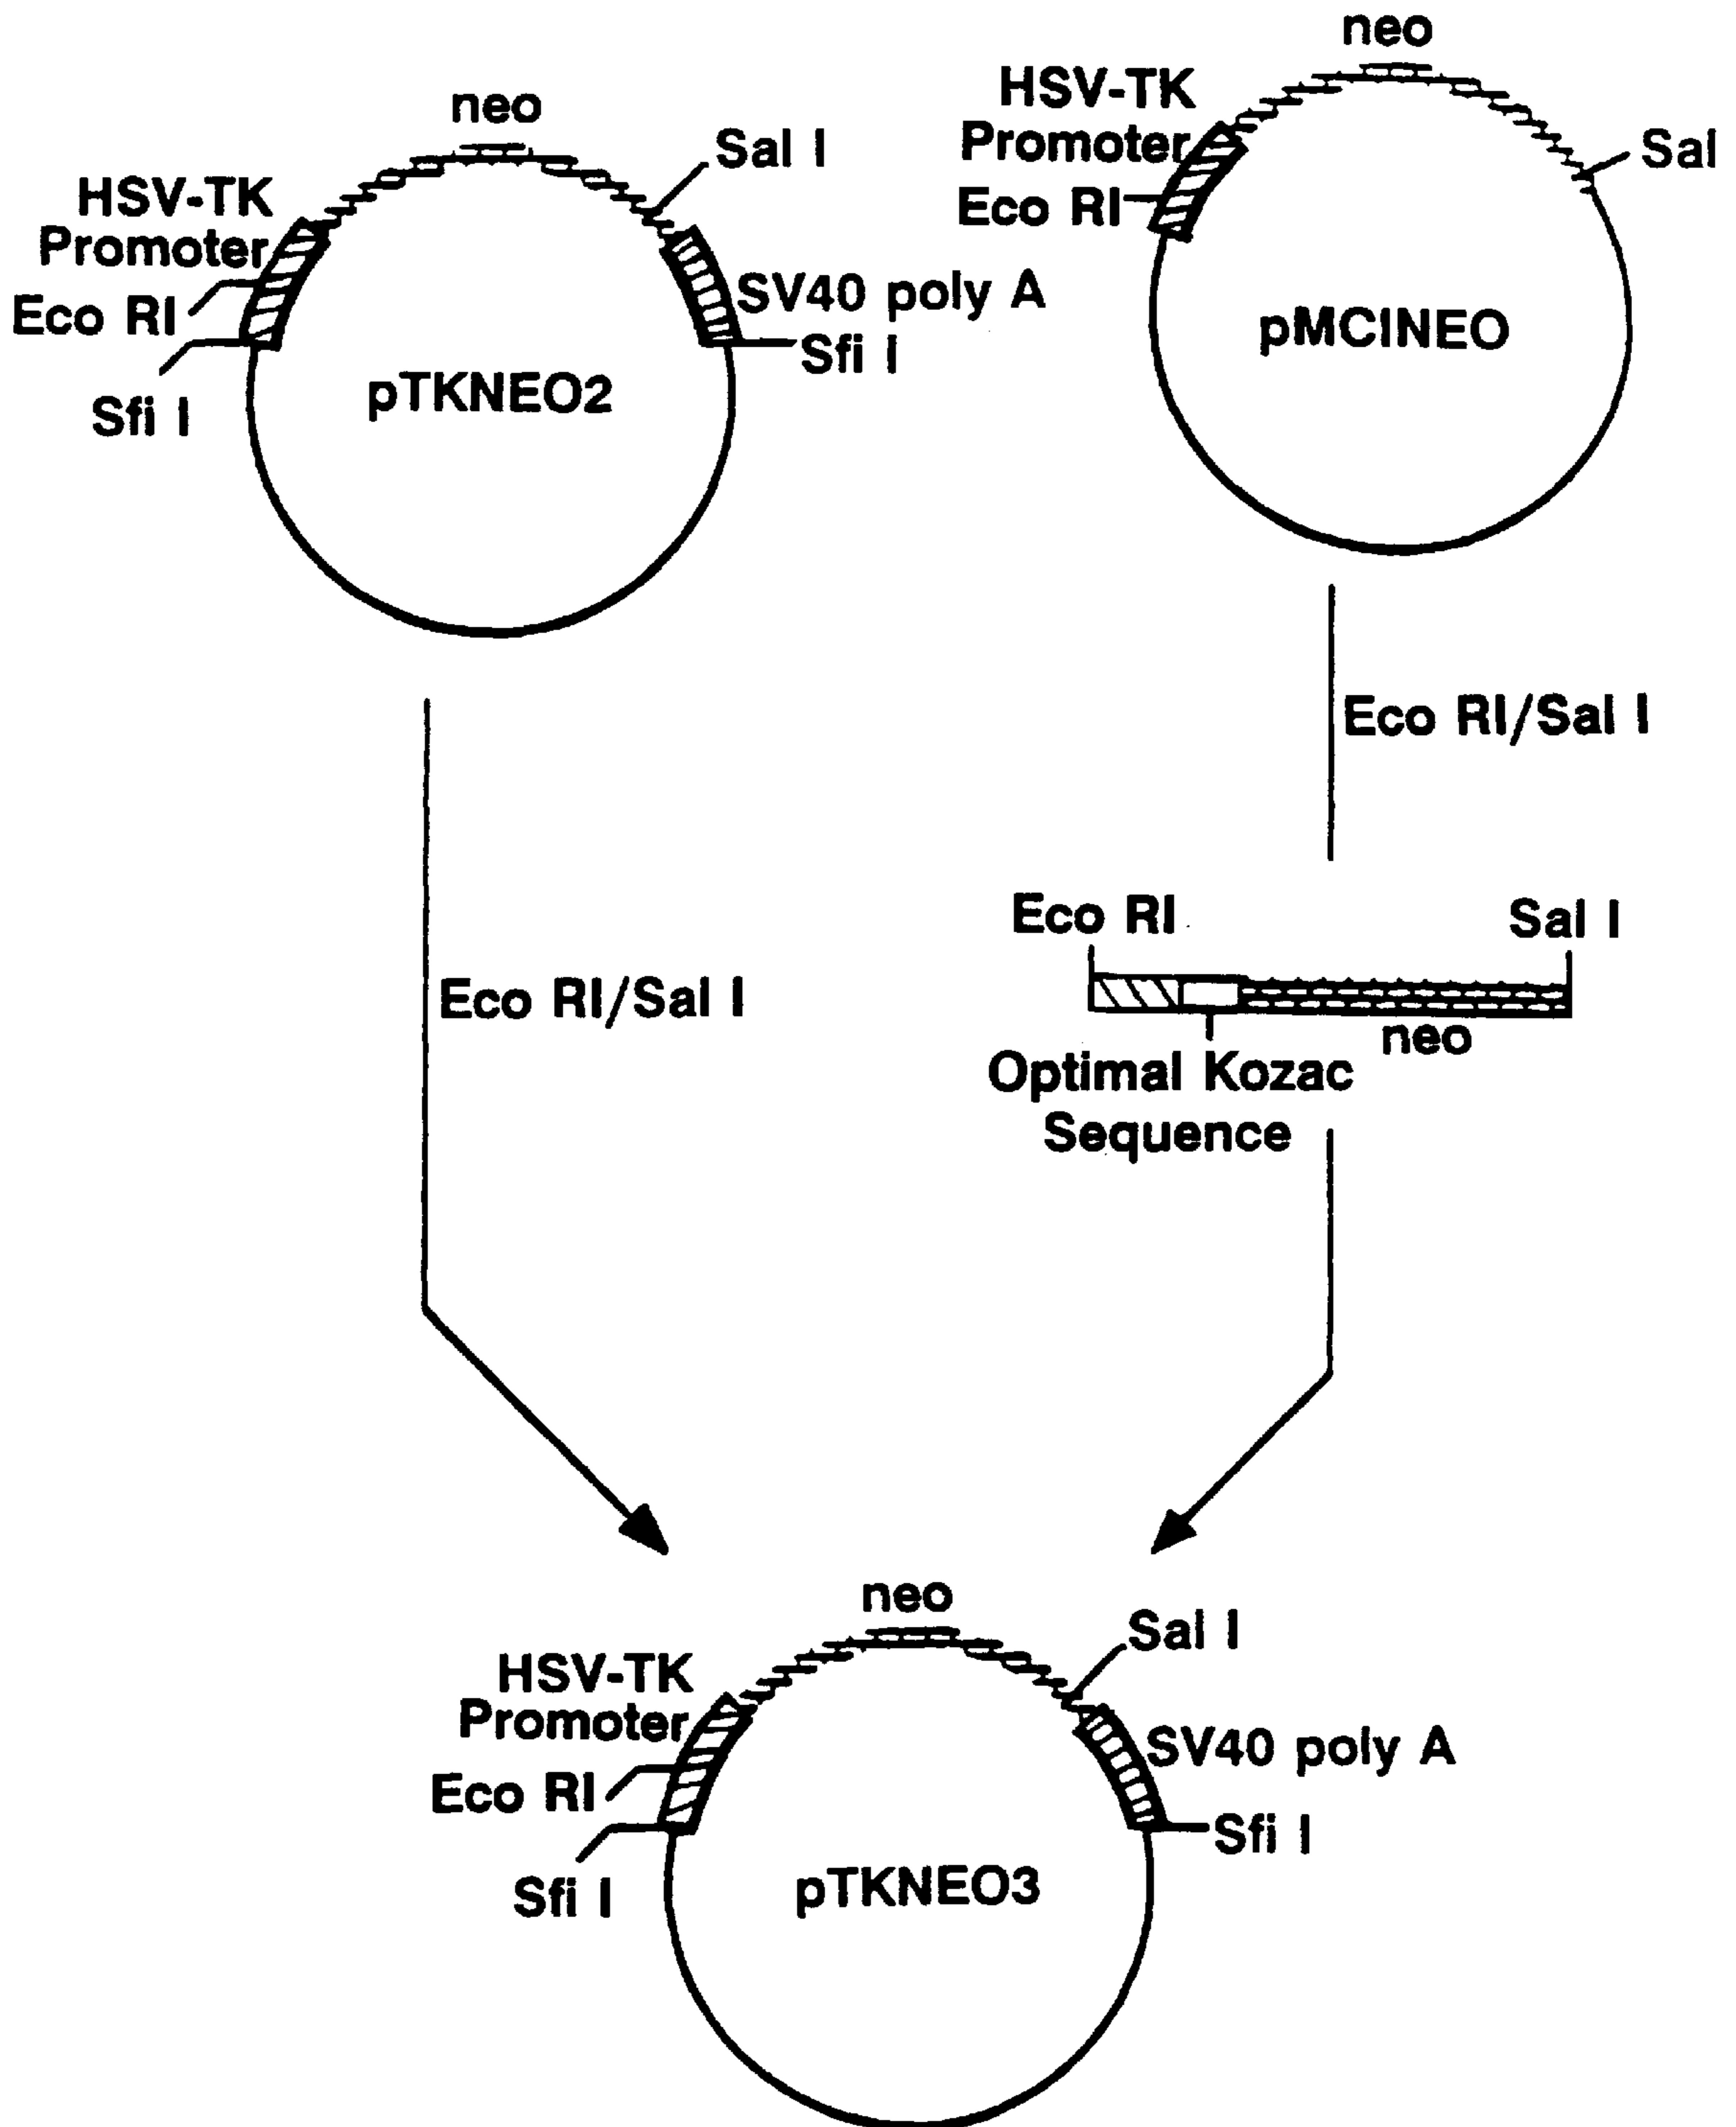 neo
HSV-TK
Promoter
Eco RI
Sfi I
Sal I
SV40 poly A
Sfi I
pTKNEO2
neo
HSV-TK
Promoter
Eco RI
Sal
pMCINEO
Eco RI/Sal I
Eco RI
Sal I
neo
Optimal Kozac
Sequence
Eco RI/Sal I
neo
HSV-TK
Promoter
Eco RI
Sfi I
Sal I
SV40 poly A
Sfi I
pTKNEO3